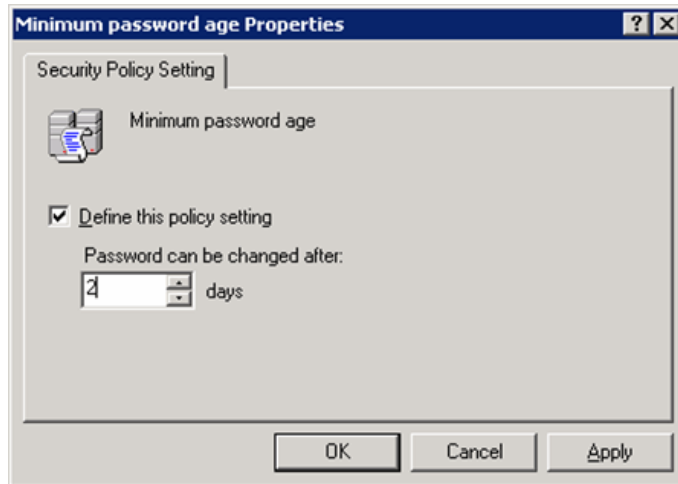 Minimum password age Properties
Security Policy Setting
Minimum password age
Define this policy setting
Password can be changed after:
2 days
OK Cancel Apply